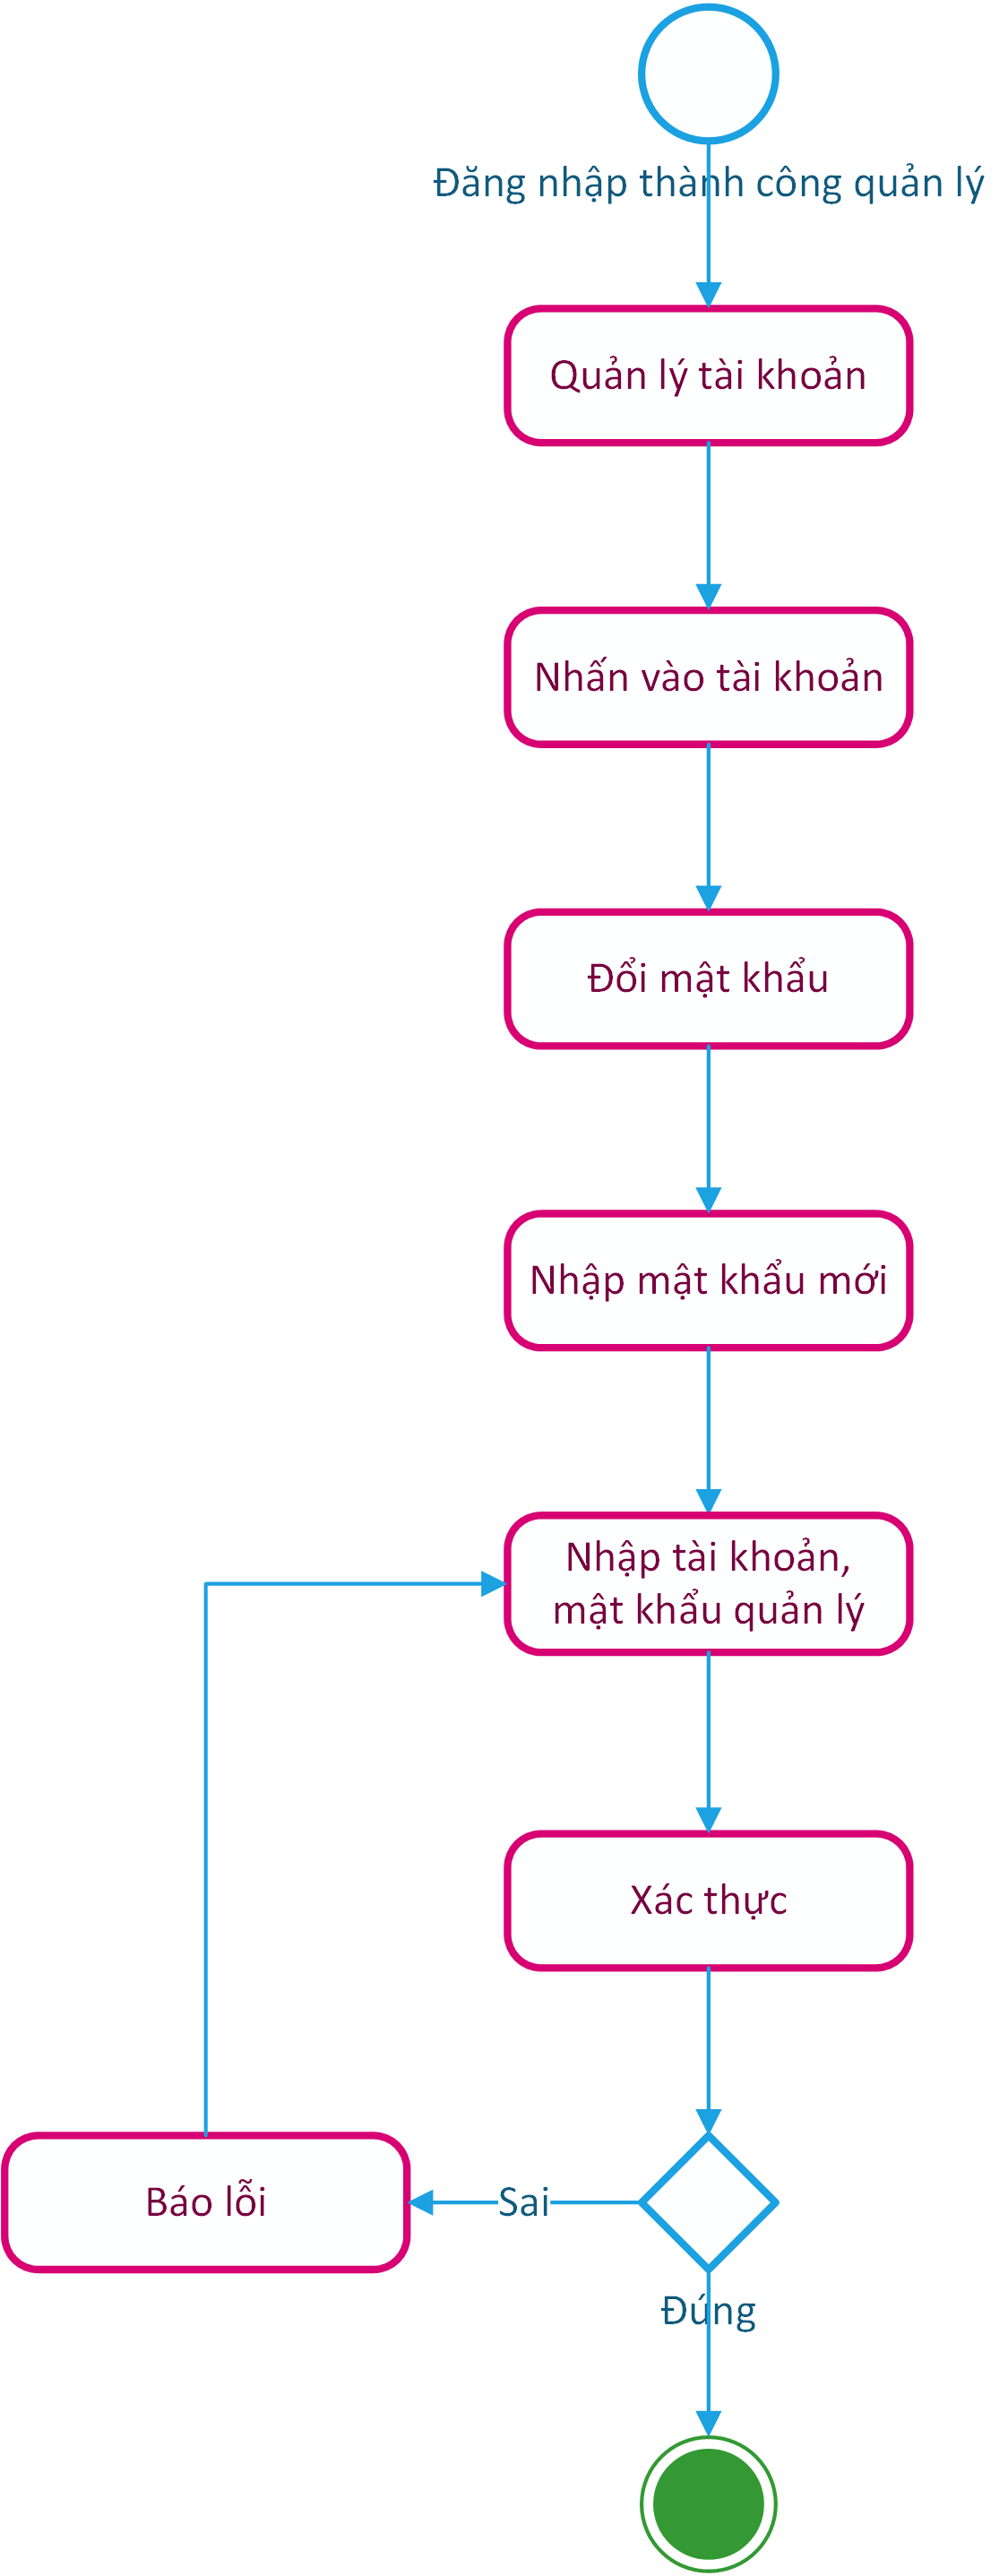 Đăng nhập thành công quản lý
Quản lý tài khoản
Nhấn vào tài khoản
Đổi mật khẩu
Nhập mật khẩu mới
Nhập tài khoản,
mật khẩu quản lý
Xác thực
Báo lỗi
Sai
Đúng